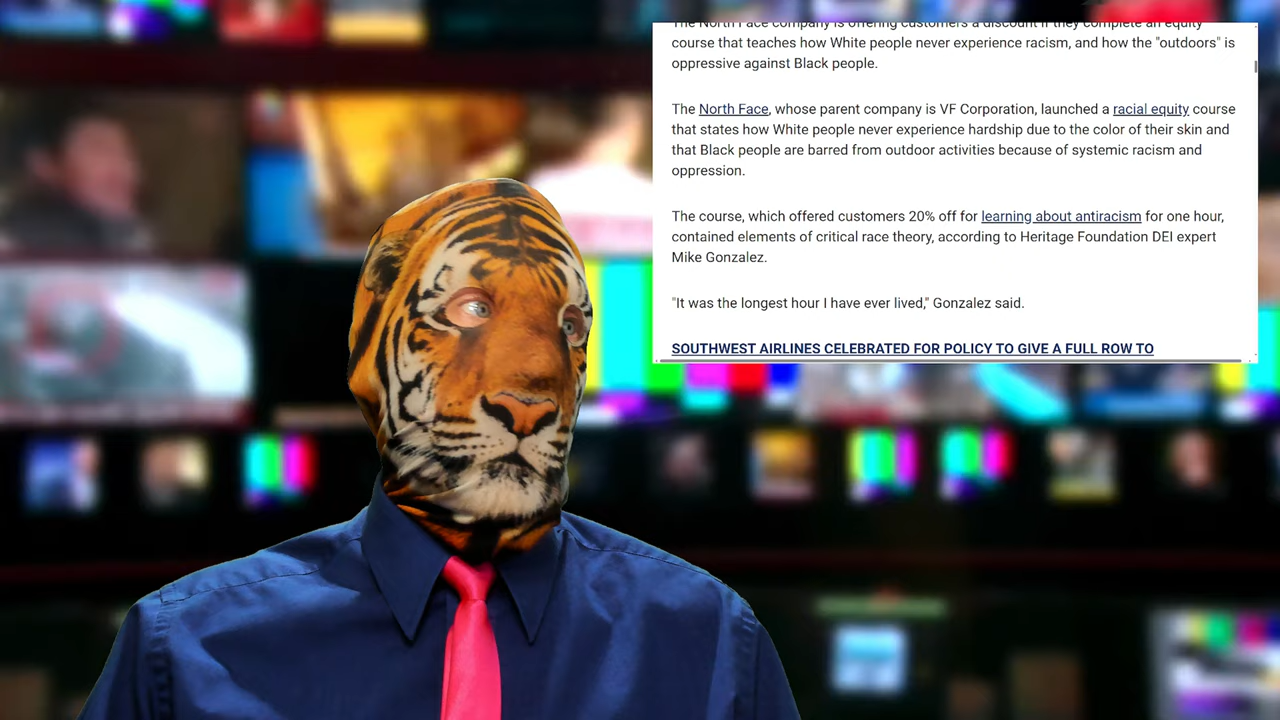 The North Face company is offering customers a discount if they complete an equity
course that teaches how White people never experience racism, and how the "outdoors" is
oppressive against Black people.
The North Face, whose parent company is VF Corporation, launched a racial equity course
that states how White people never experience hardship due to the color of their skin and
that Black people are barred from outdoor activities because of systemic racism and
oppression.
The course, which offered customers 20% off for learning about antiracism for one hour,
contained elements of critical race theory, according to Heritage Foundation DEI expert
Mike Gonzalez.
"It was the longest hour I have ever lived," Gonzalez said.
SOUTHWEST AIRLINES CELEBRATED FOR POLICY TO GIVE A FULL ROW TO